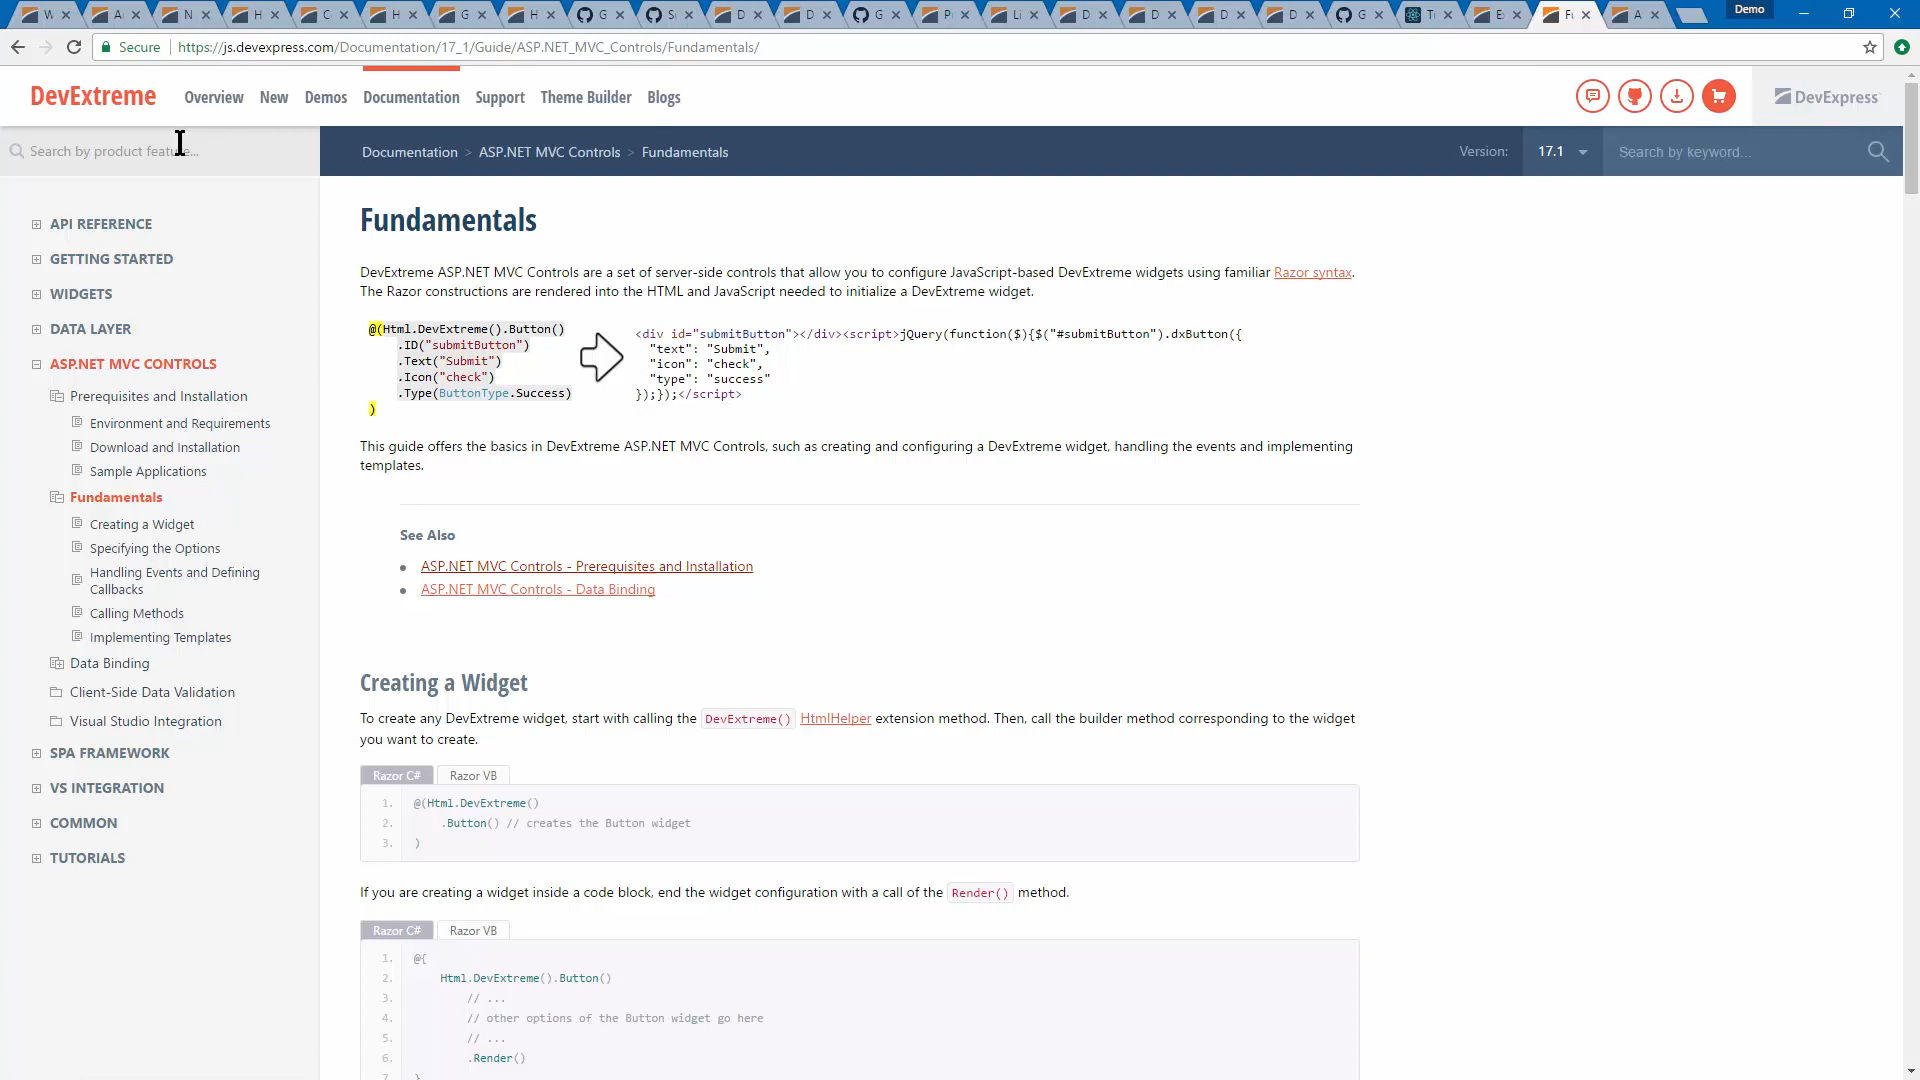 Demo
Secure
https://js.devexpress.com/Documentation/17_1/Guide/ASP.NET_MVC_Controls/Fundamentals/
DevExtreme
Overview New Demos Documentation Support Theme Builder Blogs
DevExpress
Search by product feature...
Documentation > ASP.NET MVC Controls > Fundamentals
Version: 17.1
Search by keyword...
API REFERENCE
GETTING STARTED
WIDGETS
DATA LAYER
ASP.NET MVC CONTROLS
Prerequisites and Installation
Environment and Requirements
Download and Installation
Sample Applications
Fundamentals
Creating a Widget
Specifying the Options
Handling Events and Defining
Callbacks
Calling Methods
Implementing Templates
Data Binding
Client-Side Data Validation
Visual Studio Integration
SPA FRAMEWORK
VS INTEGRATION
COMMON
TUTORIALS
Fundamentals
DevExtreme ASP.NET MVC Controls are a set of server-side controls that allow you to configure JavaScript-based DevExtreme widgets using familiar Razor syntax.
The Razor constructions are rendered into the HTML and JavaScript needed to initialize a DevExtreme widget.
@(Html.DevExtreme().Button()
.ID("submitButton")
.Text("Submit")
.Icon("check")
.Type(ButtonType.Success)
)
<div id="submitButton"></div><script>jQuery(function($){$("#submitButton").dxButton({
"text": "Submit",
"icon": "check",
"type": "success"
});});</script>
This guide offers the basics in DevExtreme ASP.NET MVC Controls, such as creating and configuring a DevExtreme widget, handling the events and implementing
templates.
See Also
ASP.NET MVC Controls - Prerequisites and Installation
ASP.NET MVC Controls - Data Binding
Creating a Widget
To create any DevExtreme widget, start with calling the DevExtreme() HtmlHelper extension method. Then, call the builder method corresponding to the widget
you want to create.
Razor C# Razor VB
1. @(Html.DevExtreme()
2. .Button() // creates the Button widget
3. )
If you are creating a widget inside a code block, end the widget configuration with a call of the Render() method.
Razor C# Razor VB
1. @{
2. Html.DevExtreme().Button()
3. // ...
4. // other options of the Button widget go here
5. // ...
6. .Render()